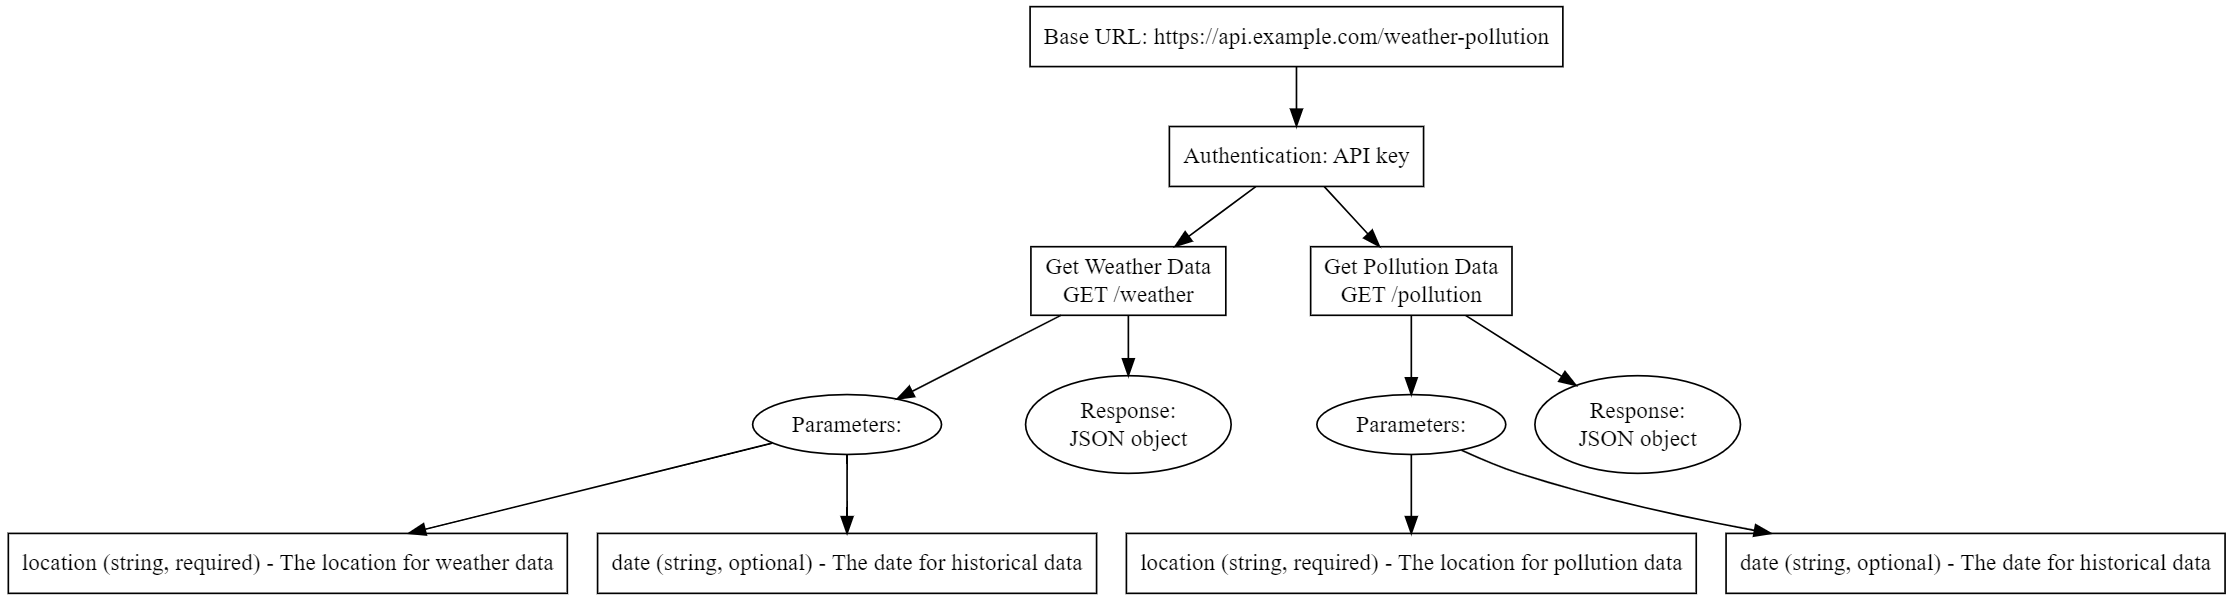 Base URL: https://api.example.com/weather-pollution
Authentication: API key
Get Weather Data
GET /weather
Get Pollution Data
GET /pollution
Parameters:
Response:
JSON object
Parameters:
Response:
JSON object
location (string, required) - The location for weather data
date (string, optional) - The date for historical data
location (string, required) - The location for pollution data
date (string, optional) - The date for historical data